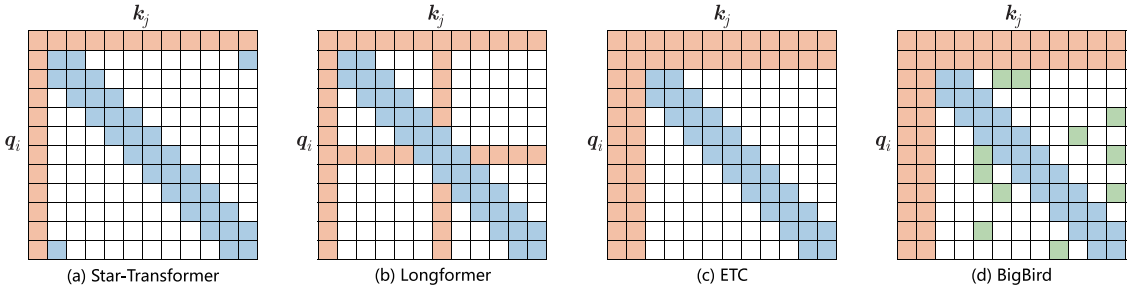 k_j k_j k_j k_j
q_i q_i q_i q_i
(a) Star-Transformer (b) Longformer (c) ETC (d) BigBird